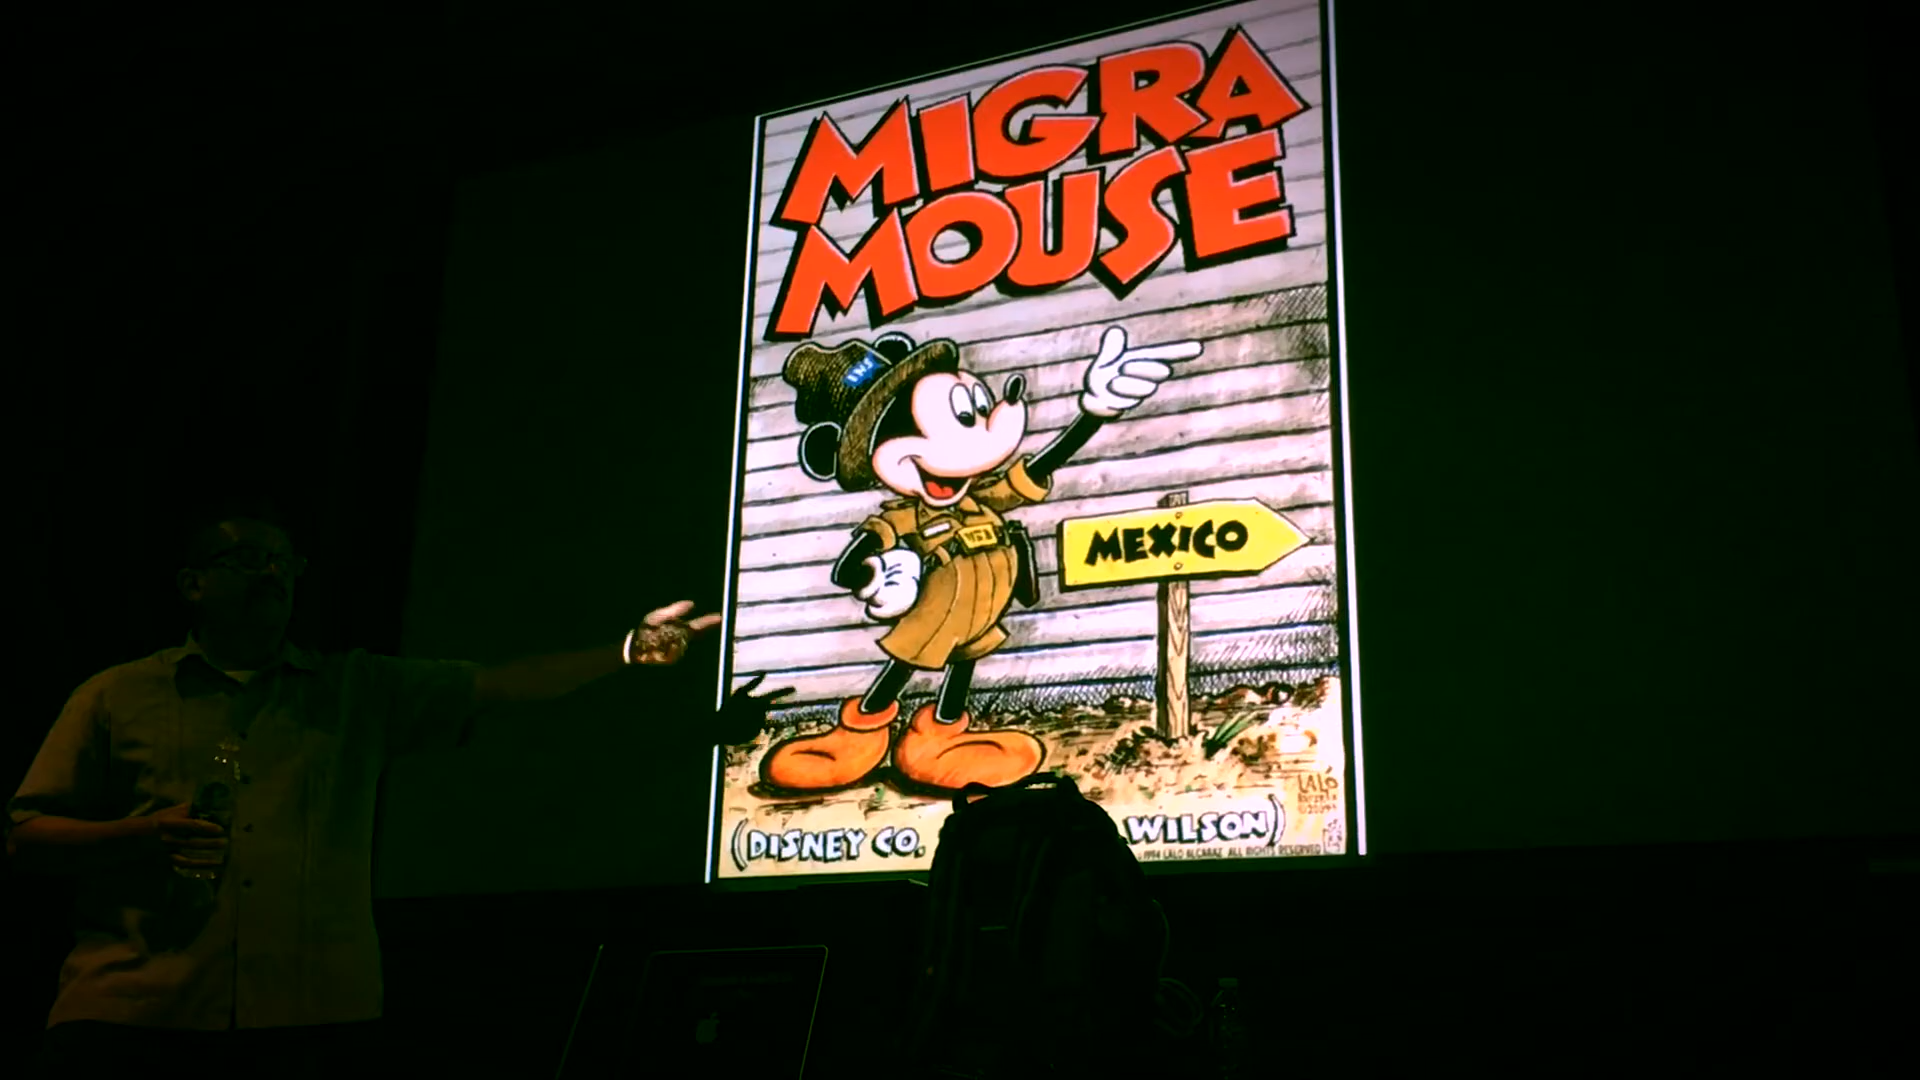 MIGRA
MOUSE
INS
MEXICO
LALO
(DISNEY CO.
WILSON)
©1994 LALO ALCARAZ ALL RIGHTS RESERVED